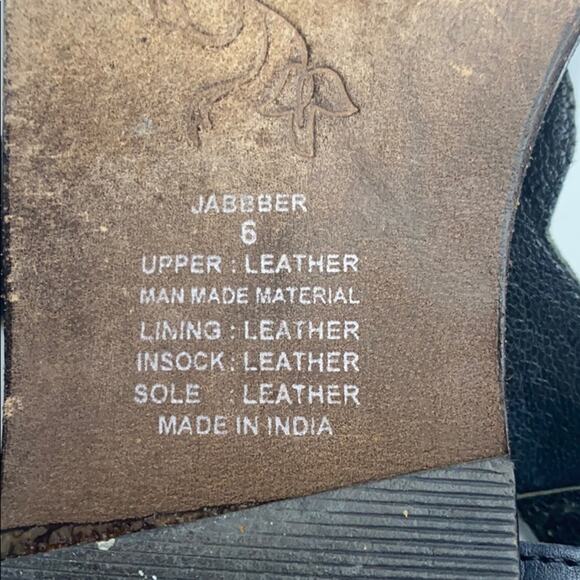 JABBBER
6
UPPER : LEATHER
MAN MADE MATERIAL
LINING : LEATHER
INSOCK : LEATHER
SOLE : LEATHER
MADE IN INDIA